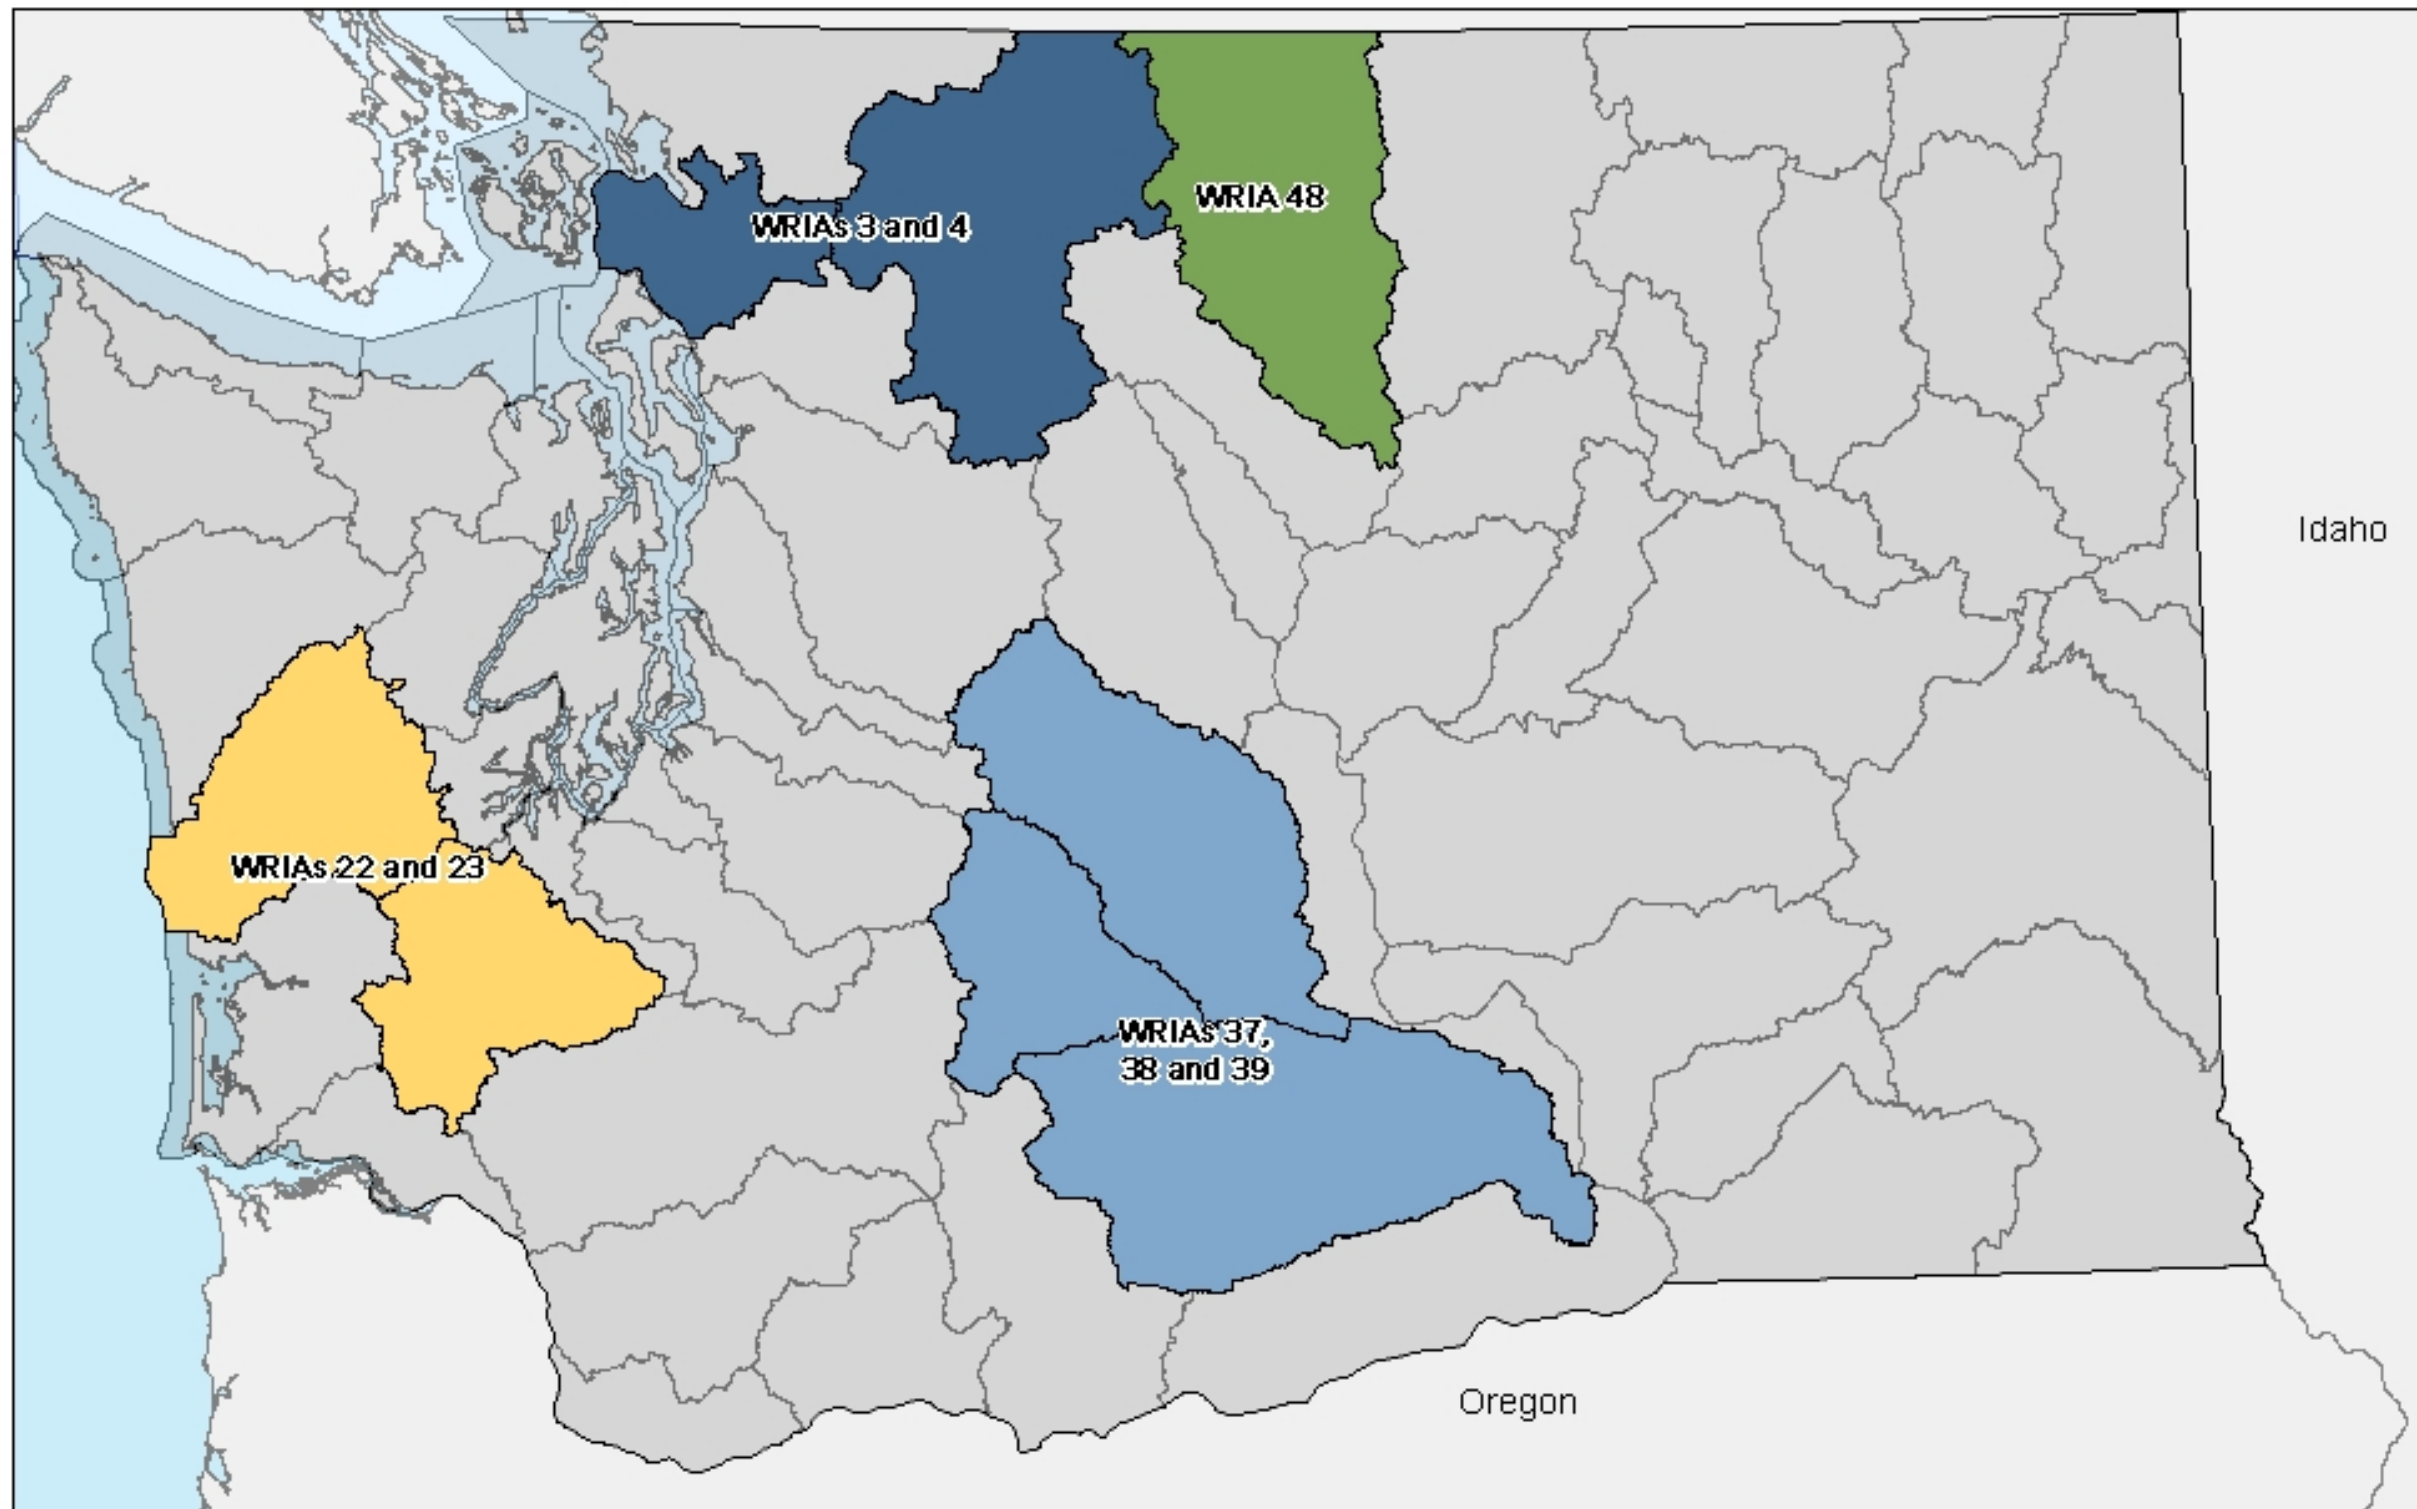 WRIA 48
WRIAs 3 and 4
Idaho
WRIAs 22 and 23
WRIAs 37,
38 and 39
Oregon